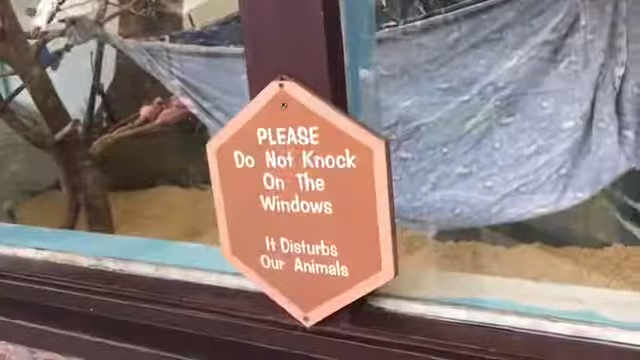 PLEASE
Do Not Knock
On The
Windows
It Disturbs
Our Animals